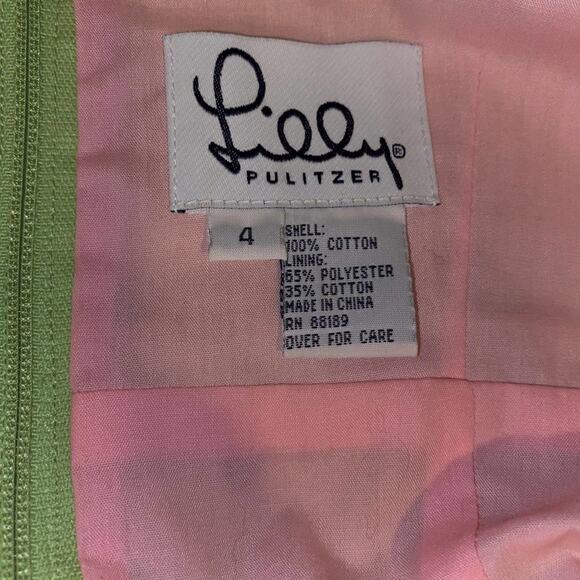 Lilly®
PULITZER
4
SHELL:
100% COTTON
LINING:
65% POLYESTER
35% COTTON
MADE IN CHINA
RN 88189
OVER FOR CARE